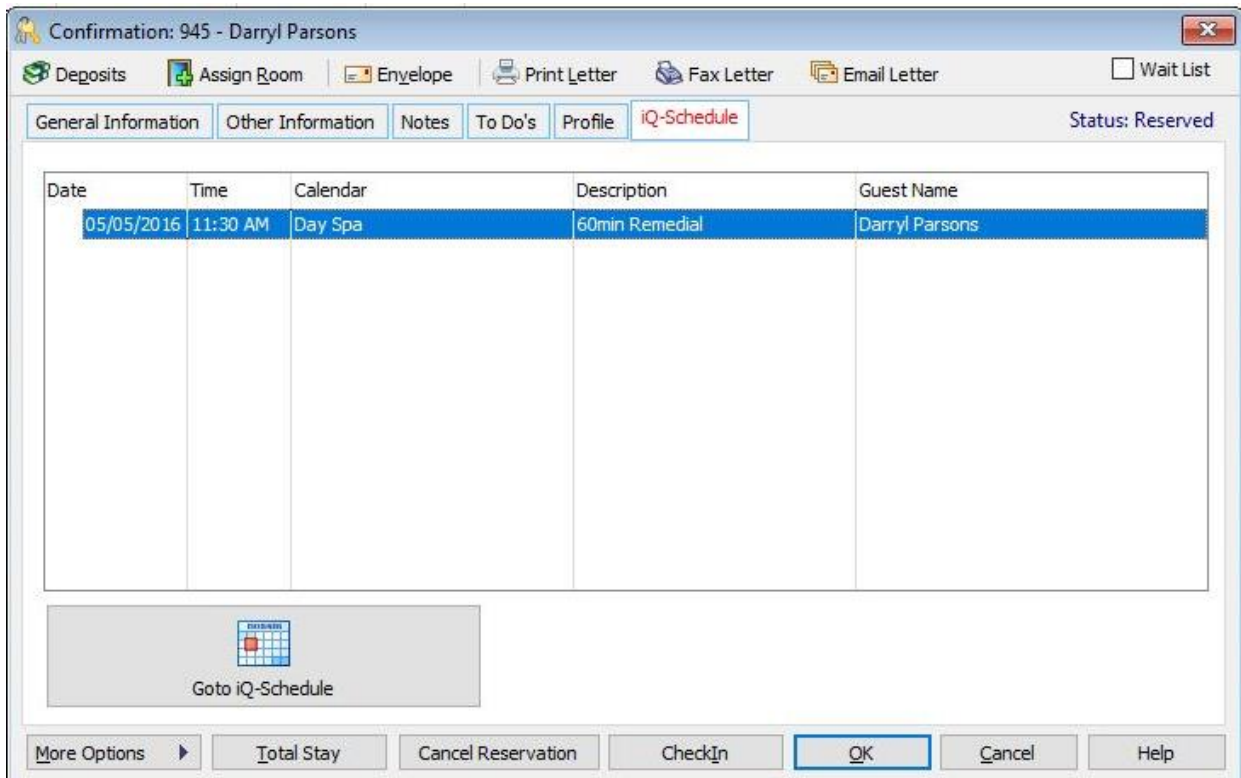 Confirmation: 945 - Darryl Parsons
Deposits Assign Room Envelope Print Letter Fax Letter Email Letter Wait List
General Information Other Information Notes To Do's Profile iQ-Schedule Status: Reserved
Date Time Calendar Description Guest Name
05/05/2016 11:30 AM Day Spa 60min Remedial Darryl Parsons
Goto iQ-Schedule
More Options Total Stay Cancel Reservation CheckIn OK Cancel Help